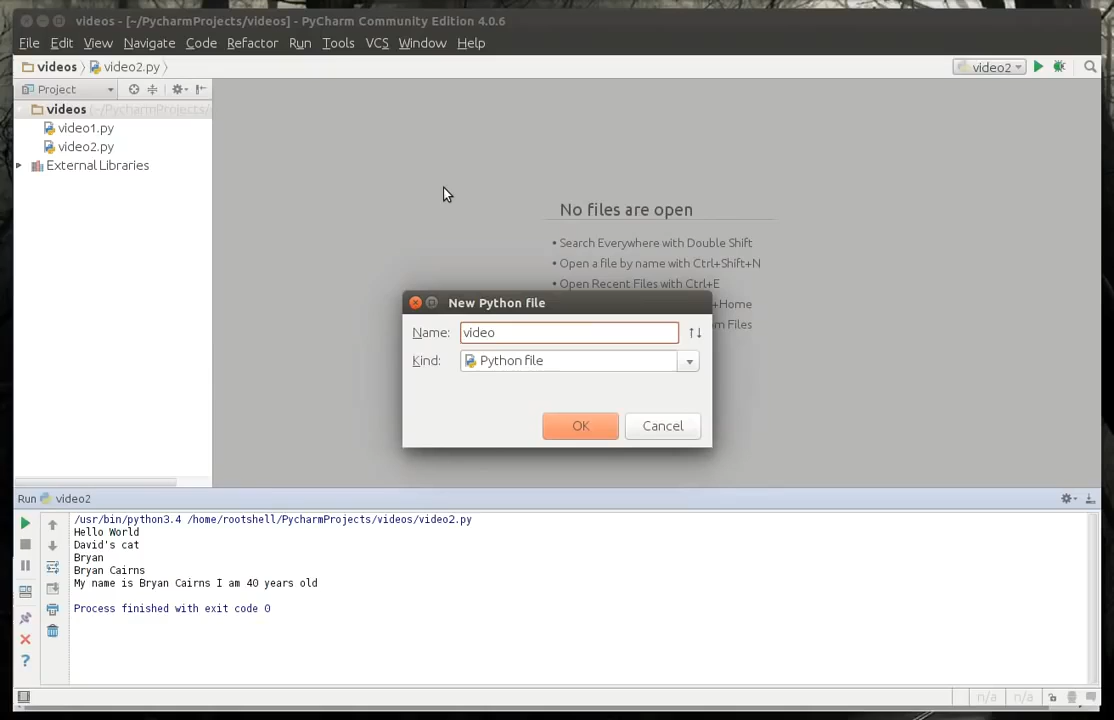 videos - [~/PycharmProjects/videos] - PyCharm Community Edition 4.0.6
File Edit View Navigate Code Refactor Run Tools VCS Window Help
videos video2.py video2
Project
videos (~/PycharmProjects/
video1.py
video2.py
External Libraries
No files are open
• Search Everywhere with Double Shift
• Open a file by name with Ctrl+Shift+N
• Open Recent Files with Ctrl+E
+Home
m Files
New Python file
Name: video
Kind: Python file
OK Cancel
Run video2
/usr/bin/python3.4 /home/rootshell/PycharmProjects/videos/video2.py
Hello World
David's cat
Bryan
Bryan Cairns
My name is Bryan Cairns I am 40 years old
Process finished with exit code 0
n/a n/a